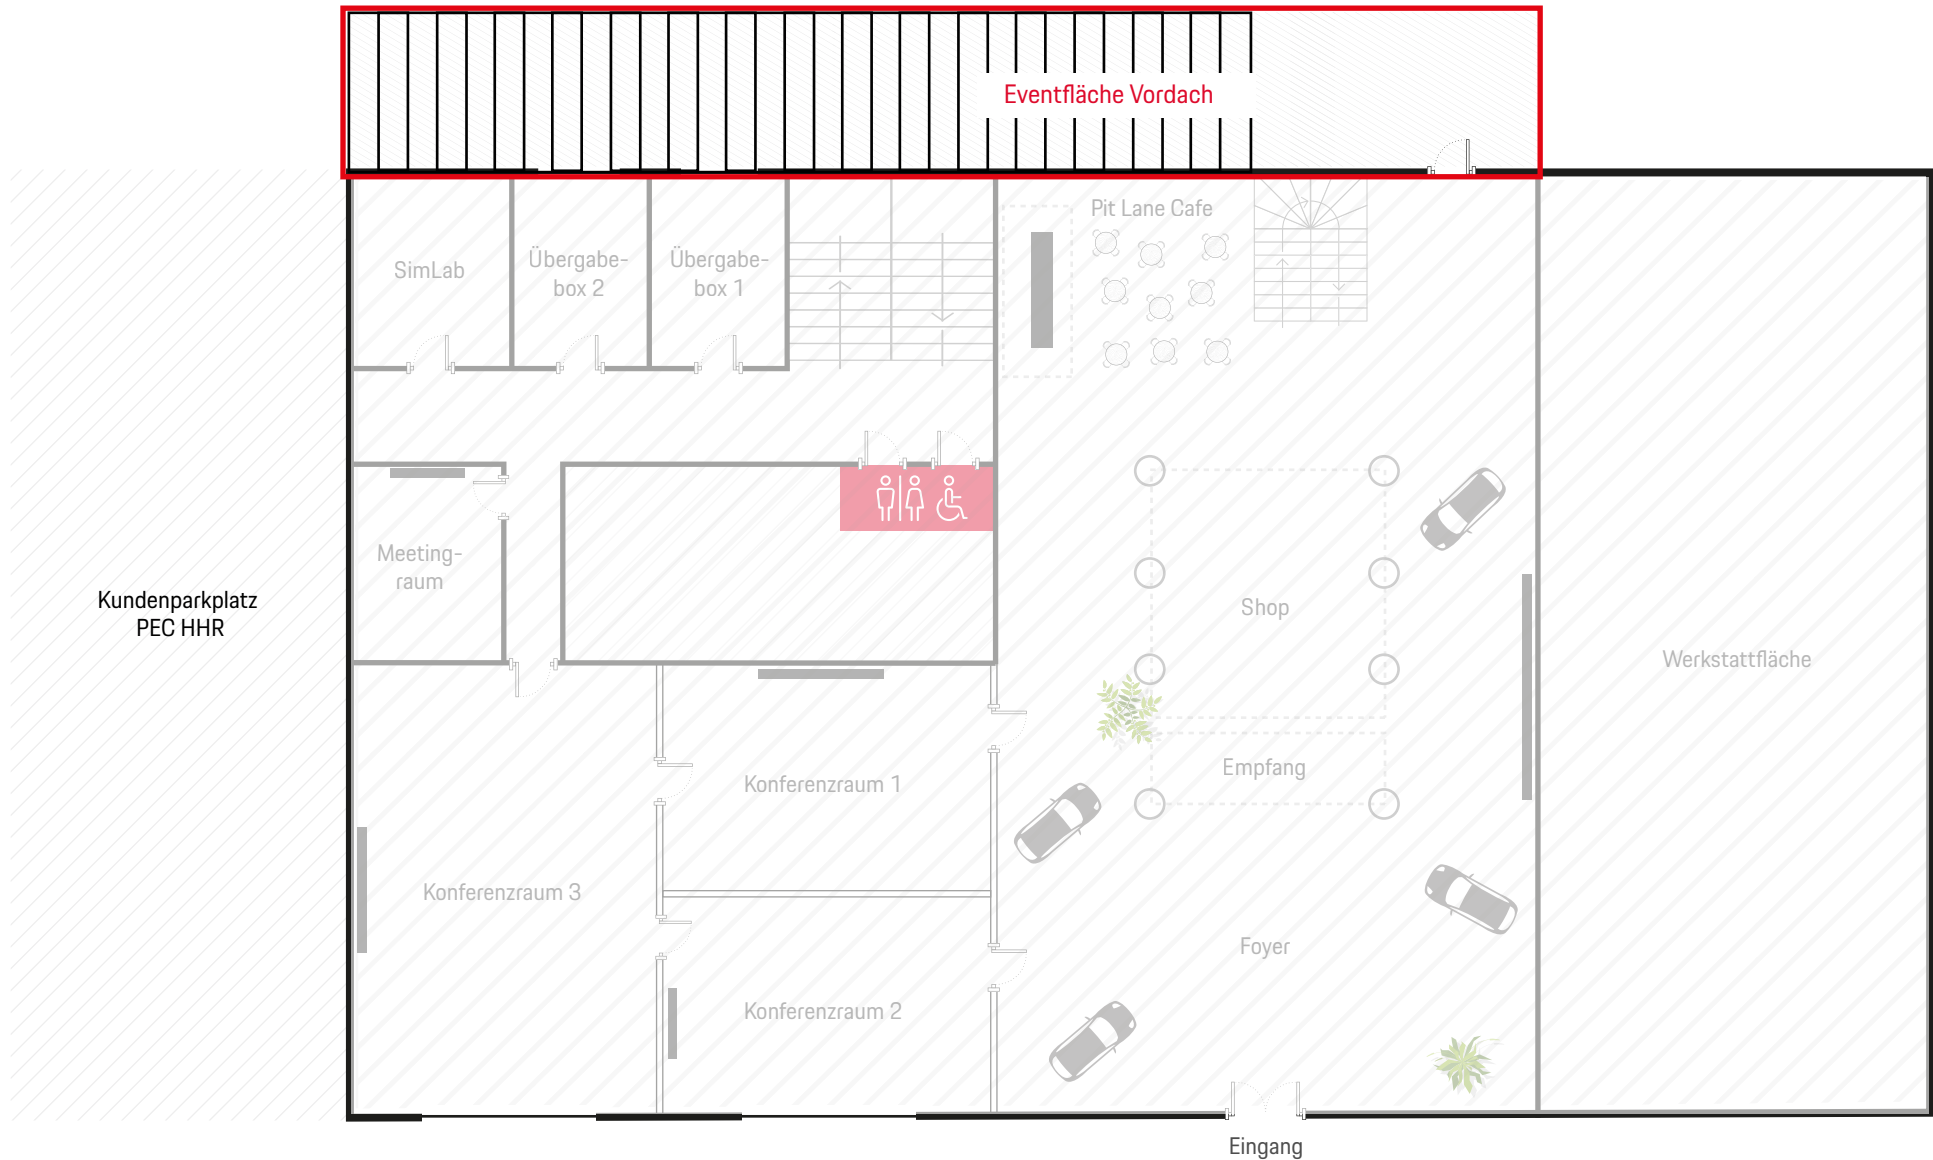 Eventfläche Vordach
Pit Lane Cafe
SimLab
Übergabe-
box 2
Übergabe-
box 1
Meeting-
raum
Kundenparkplatz
PEC HHR
Shop
Werkstattfläche
Empfang
Konferenzraum 1
Konferenzraum 3
Foyer
Konferenzraum 2
Eingang